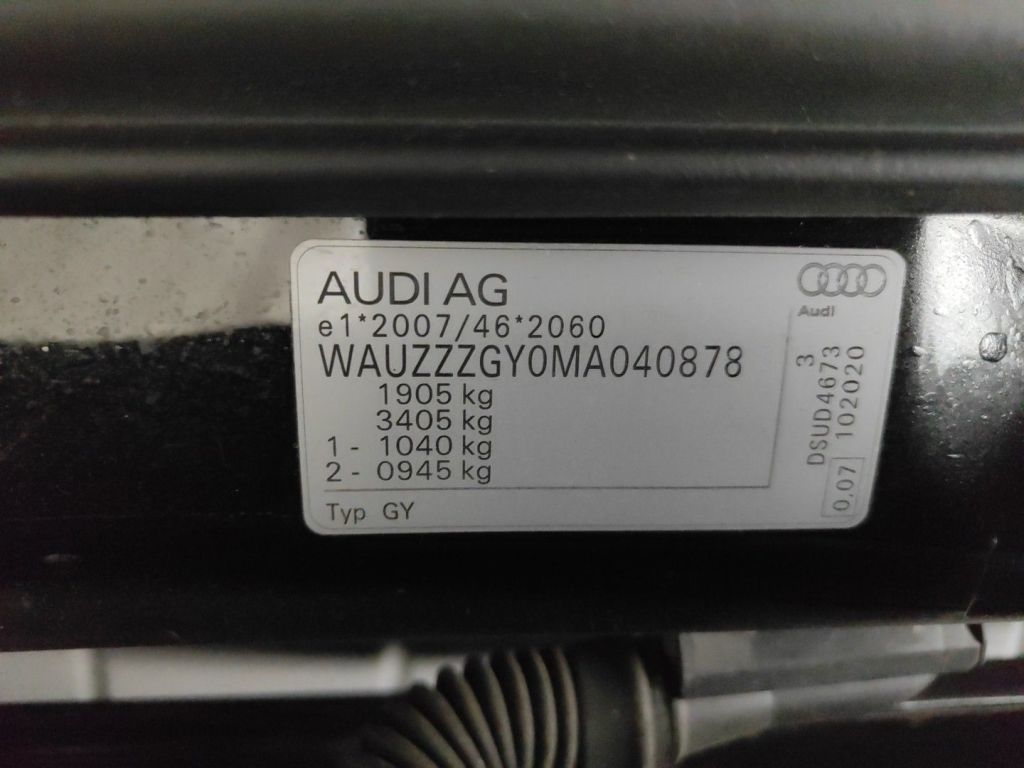 AUDI AG
e1*2007/46*2060
WAUZZZGY0MA040878
1905 kg
3405 kg
1 - 1040 kg
2 - 0945 kg
Typ GY
Audi
3
DSUD4673
102020
0,07